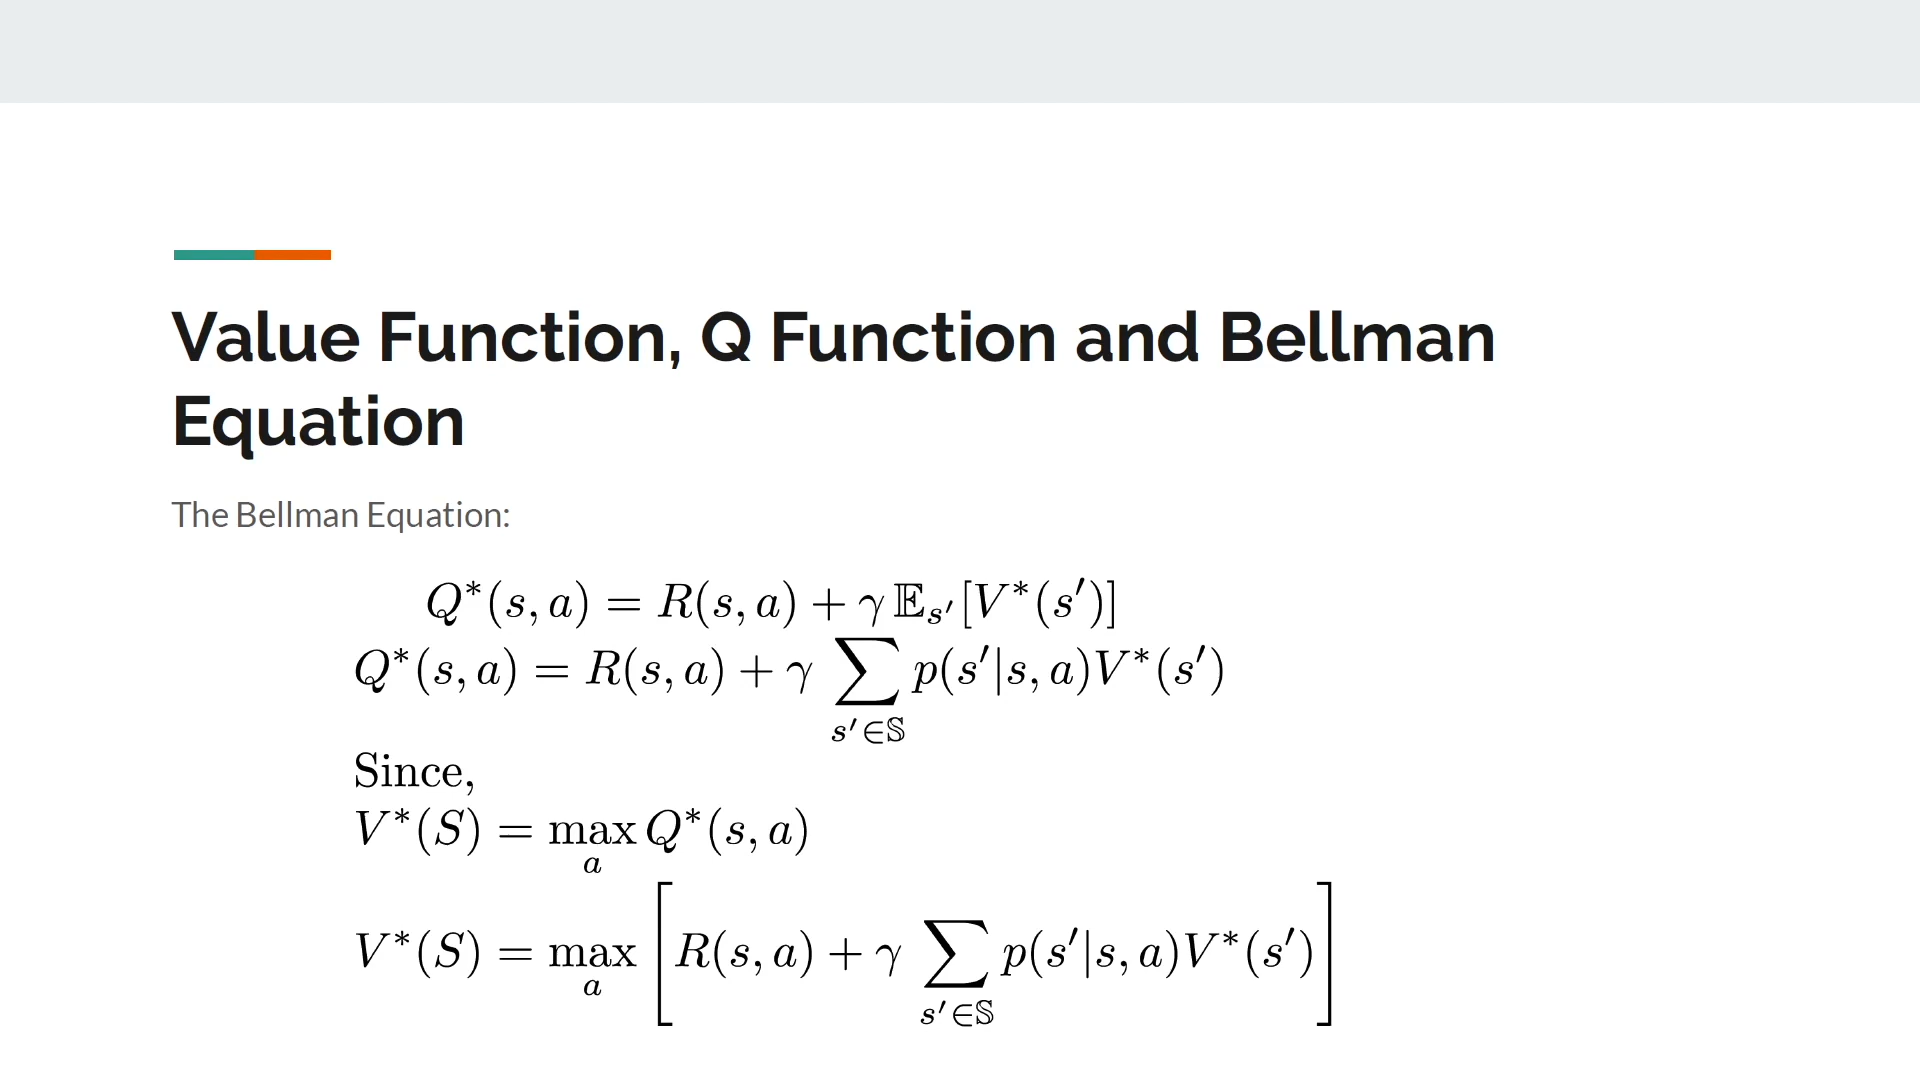 Value Function, Q Function and Bellman
Equation
The Bellman Equation:
Q*(s, a) = R(s, a) + γ 𝔼_{s′}[V*(s′)]
Q*(s, a) = R(s, a) + γ ∑_{s′∈𝕊} p(s′|s, a)V*(s′)
Since,
V*(S) = max_a Q*(s, a)
V*(S) = max_a [R(s, a) + γ ∑_{s′∈𝕊} p(s′|s, a)V*(s′)]